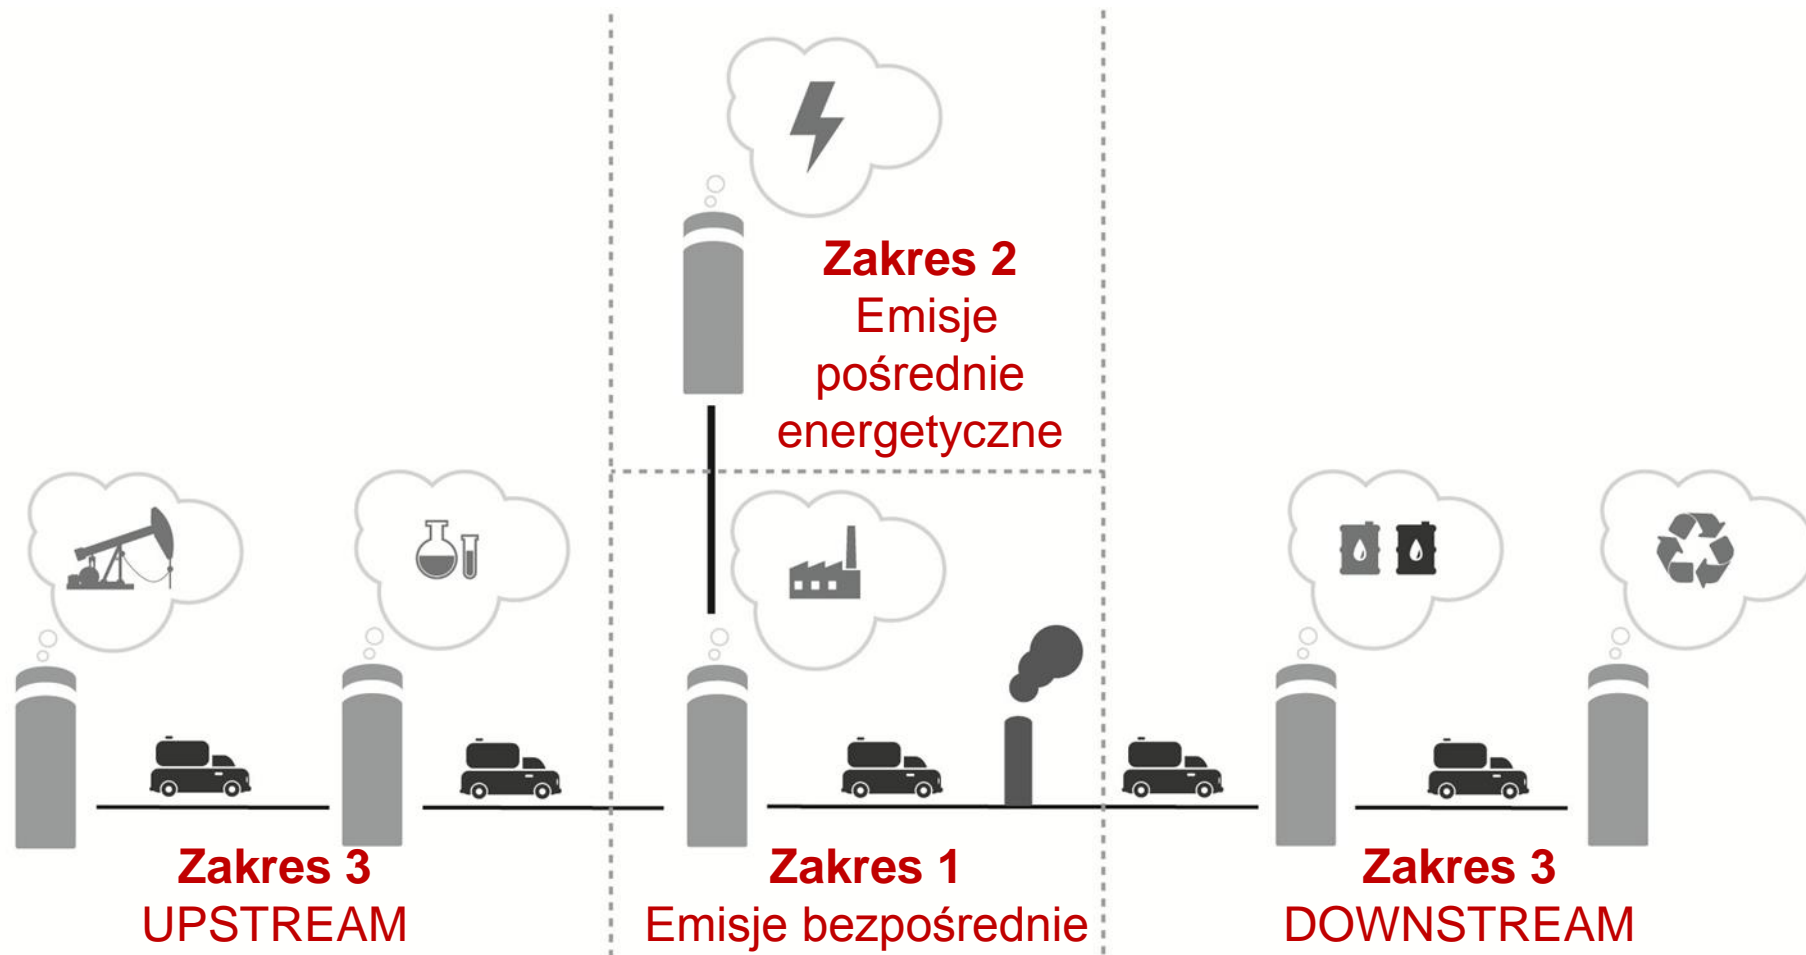 Zakres 2
Emisje
pośrednie
energetyczne
Zakres 3
UPSTREAM
Zakres 1
Emisje bezpośrednie
Zakres 3
DOWNSTREAM